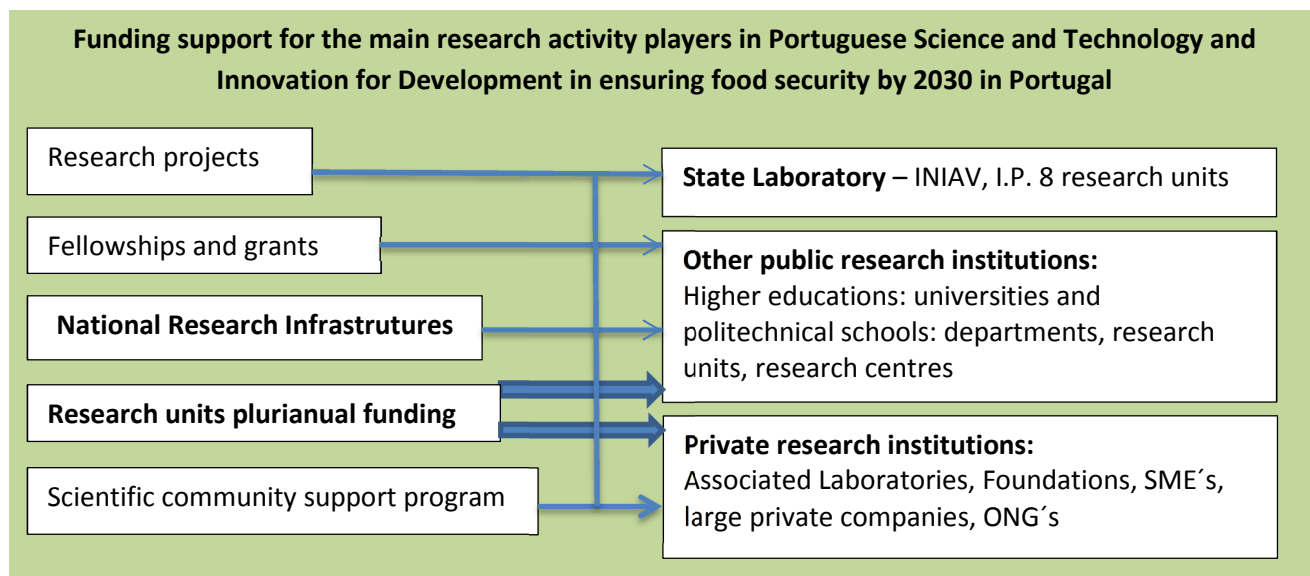 Funding support for the main research activity players in Portuguese Science and Technology and
Innovation for Development in ensuring food security by 2030 in Portugal
Research projects
Fellowships and grants
National Research Infrastrutures
Research units plurianual funding
Scientific community support program
State Laboratory – INIAV, I.P. 8 research units
Other public research institutions:
Higher educations: universities and
politechnical schools: departments, research
units, research centres
Private research institutions:
Associated Laboratories, Foundations, SME´s,
large private companies, ONG´s